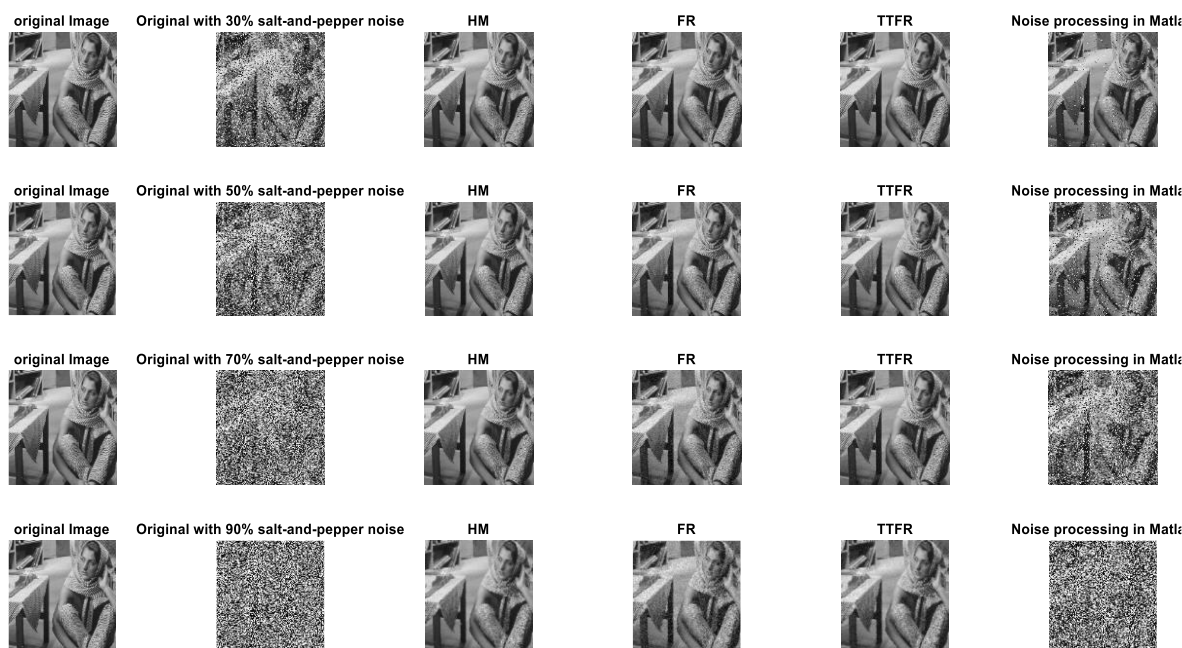 original Image
Original with 30% salt-and-pepper noise
HM
FR
TTFR
Noise processing in Matla
original Image
Original with 50% salt-and-pepper noise
HM
FR
TTFR
Noise processing in Matla
original Image
Original with 70% salt-and-pepper noise
HM
FR
TTFR
Noise processing in Matla
original Image
Original with 90% salt-and-pepper noise
HM
FR
TTFR
Noise processing in Matla